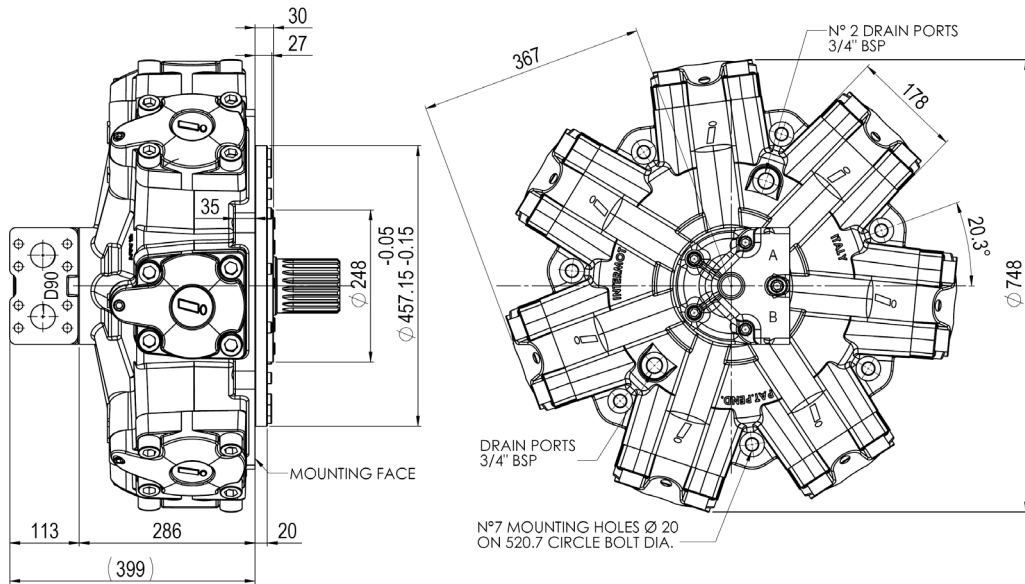 30
27
35
D90
Ø 248
Ø 457.15 -0.05 -0.15
MOUNTING FACE
113
286
20
(399)
367
N° 2 DRAIN PORTS
3/4" BSP
178
20.3°
Ø 748
A
B
INTERMOT
ITALY
PAT.PEND.
DRAIN PORTS
3/4" BSP
N°7 MOUNTING HOLES Ø 20
ON 520.7 CIRCLE BOLT DIA.